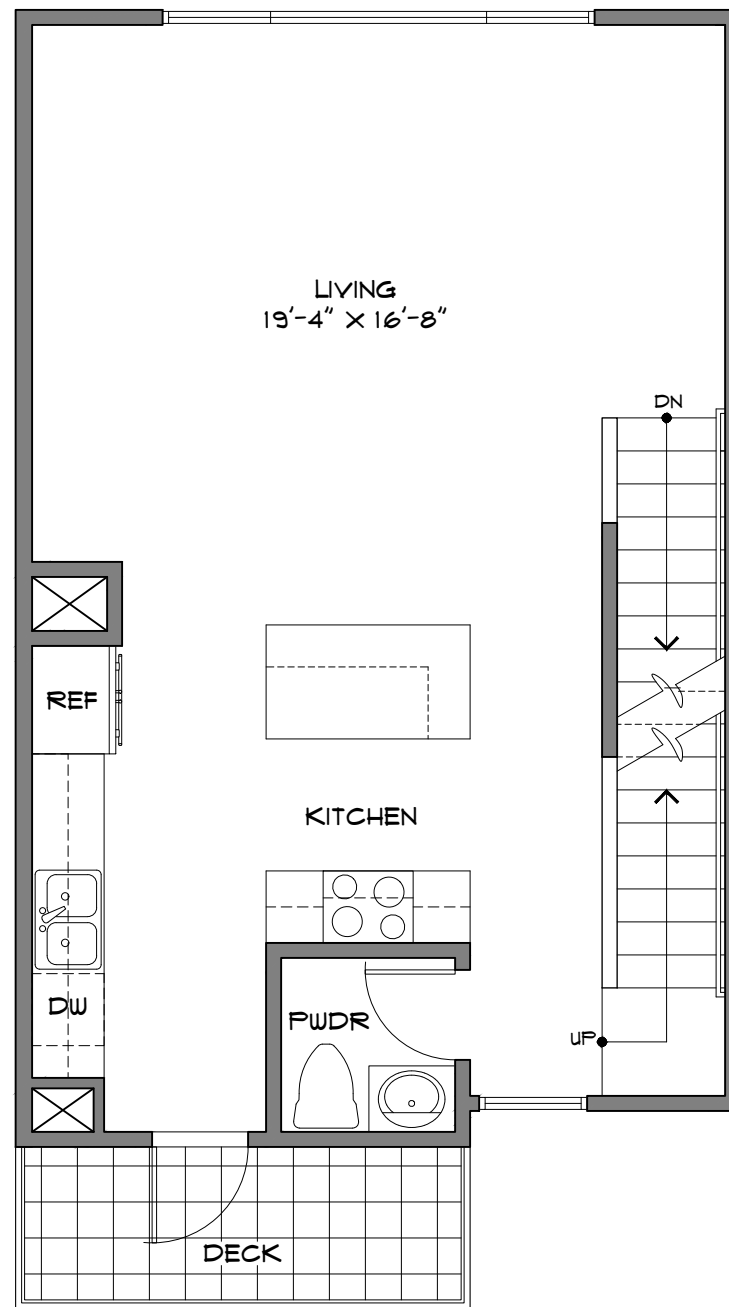 LIVING
19'-4" X 16'-8"
DN
REF
KITCHEN
DW
PWDR
UP
DECK